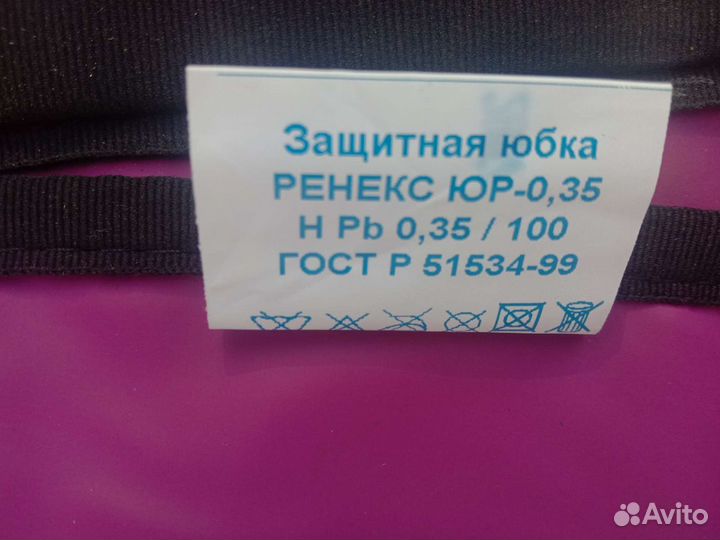 Защитная юбка
РЕНЕКС ЮР-0,35
Н Pb 0,35 / 100
ГОСТ Р 51534-99
Avito